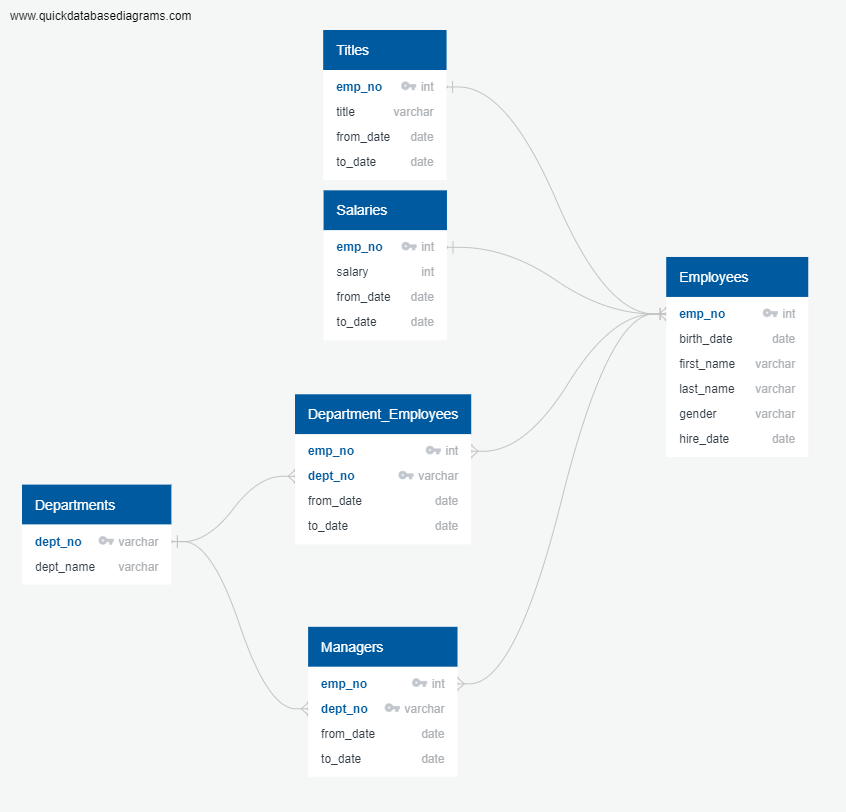 www.quickdatabasediagrams.com
Titles
emp_no int
title varchar
from_date date
to_date date
Salaries
emp_no int
salary int
from_date date
to_date date
Employees
emp_no int
birth_date date
first_name varchar
last_name varchar
gender varchar
hire_date date
Department_Employees
emp_no int
dept_no varchar
from_date date
to_date date
Departments
dept_no varchar
dept_name varchar
Managers
emp_no int
dept_no varchar
from_date date
to_date date